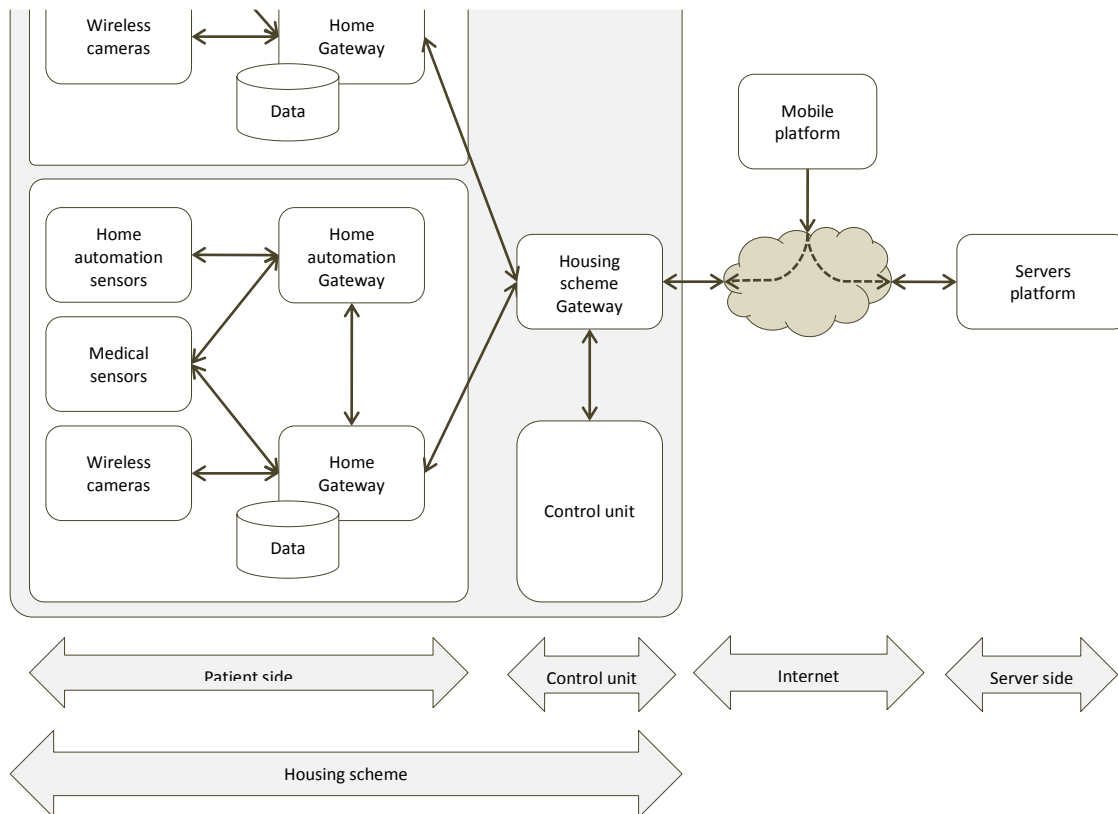 Wireless
cameras
Home
Gateway
Data
Mobile
platform
Home
automation
sensors
Home
automation
Gateway
Housing
scheme
Gateway
Servers
platform
Medical
sensors
Wireless
cameras
Home
Gateway
Data
Control unit
Patient side
Control unit
Internet
Server side
Housing scheme